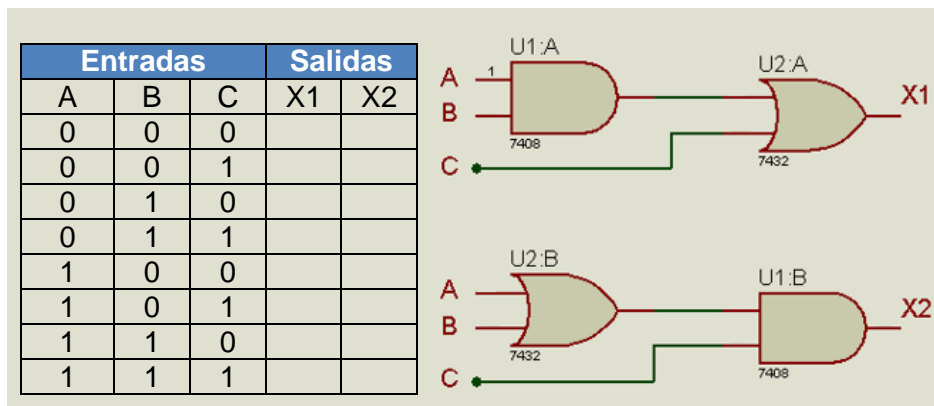 Entradas Salidas
A B C X1 X2
0 0 0
0 0 1
0 1 0
0 1 1
1 0 0
1 0 1
1 1 0
1 1 1
U1:A
A 1
B
7408
C
U2:A
X1
7432
U2:B
A
B
7432
C
U1:B
X2
7408